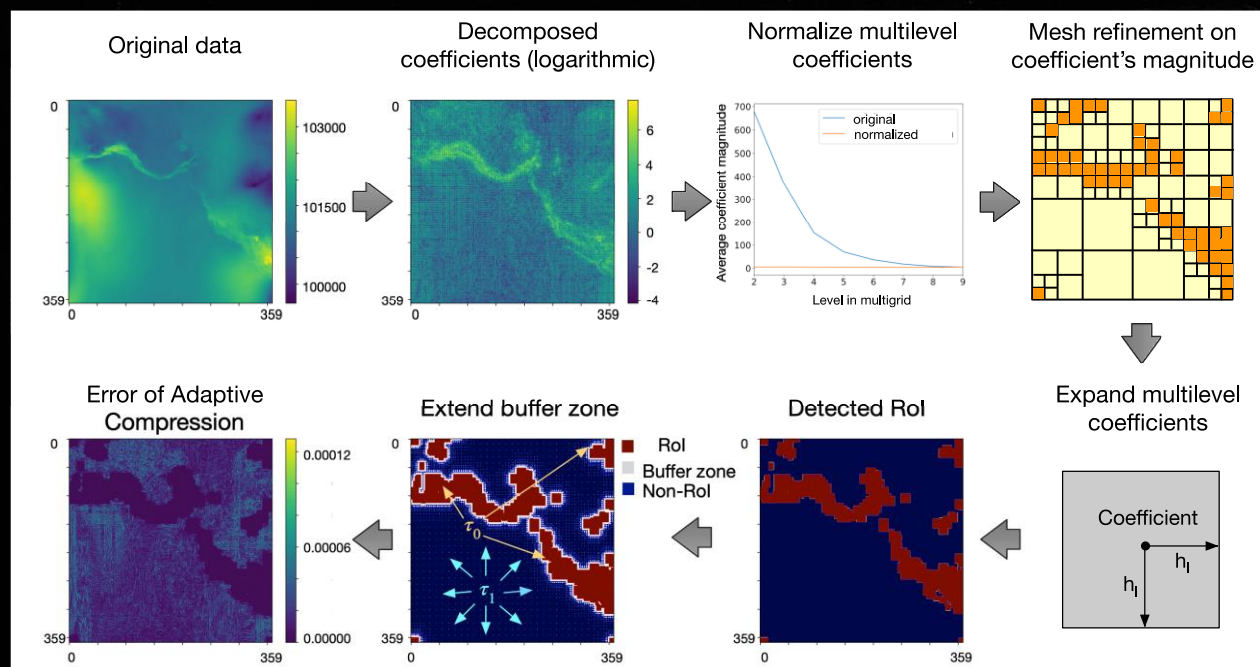 Original data
0
359
0
359
103000
101500
100000
Decomposed
coefficients (logarithmic)
0
359
0
359
6
4
2
0
-2
-4
Normalize multilevel
coefficients
Average coefficient magnitude
700
600
500
400
300
200
100
0
2 3 4 5 6 7 8 9
Level in multigrid
original
normalized
Mesh refinement on
coefficient's magnitude
Expand multilevel
coefficients
Coefficient
hl
hl
Detected RoI
0
359
0
359
Extend buffer zone
0
359
0
359
RoI
Buffer zone
Non-RoI
τ0
τ1
Error of Adaptive
Compression
0
359
0
359
0.00012
0.00006
0.00000